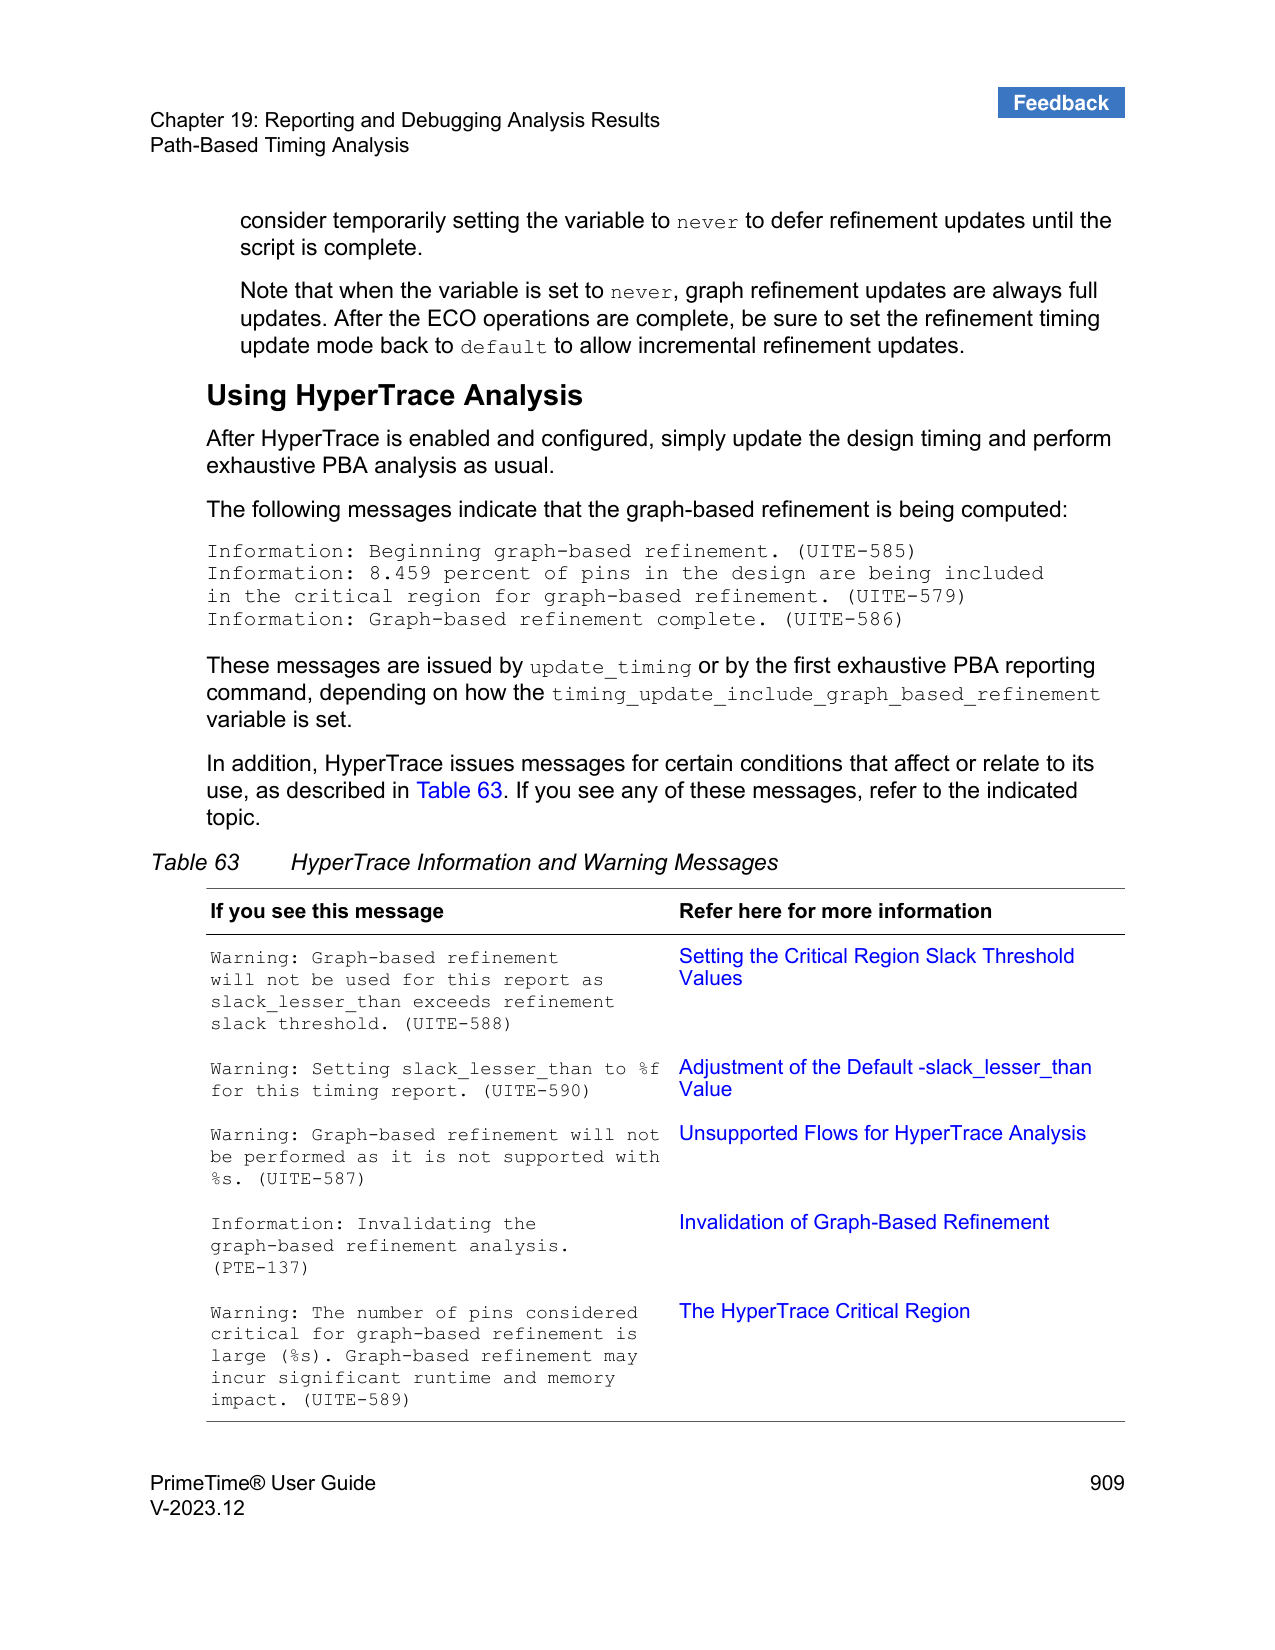 Feedback
Chapter 19: Reporting and Debugging Analysis Results
Path-Based Timing Analysis
consider temporarily setting the variable to never to defer refinement updates until the
script is complete.
Note that when the variable is set to never, graph refinement updates are always full
updates. After the ECO operations are complete, be sure to set the refinement timing
update mode back to default to allow incremental refinement updates.
Using HyperTrace Analysis
After HyperTrace is enabled and configured, simply update the design timing and perform
exhaustive PBA analysis as usual.
The following messages indicate that the graph-based refinement is being computed:
Information: Beginning graph-based refinement. (UITE-585)
Information: 8.459 percent of pins in the design are being included
in the critical region for graph-based refinement. (UITE-579)
Information: Graph-based refinement complete. (UITE-586)
These messages are issued by update_timing or by the first exhaustive PBA reporting
command, depending on how the timing_update_include_graph_based_refinement
variable is set.
In addition, HyperTrace issues messages for certain conditions that affect or relate to its
use, as described in Table 63. If you see any of these messages, refer to the indicated
topic.
Table 63 HyperTrace Information and Warning Messages
If you see this message Refer here for more information
Warning: Graph-based refinement
will not be used for this report as
slack_lesser_than exceeds refinement
slack threshold. (UITE-588)
Setting the Critical Region Slack Threshold
Values
Warning: Setting slack_lesser_than to %f
for this timing report. (UITE-590)
Adjustment of the Default -slack_lesser_than
Value
Warning: Graph-based refinement will not
be performed as it is not supported with
%s. (UITE-587)
Unsupported Flows for HyperTrace Analysis
Information: Invalidating the
graph-based refinement analysis.
(PTE-137)
Invalidation of Graph-Based Refinement
Warning: The number of pins considered
critical for graph-based refinement is
large (%s). Graph-based refinement may
incur significant runtime and memory
impact. (UITE-589)
The HyperTrace Critical Region
PrimeTime® User Guide 909
V-2023.12